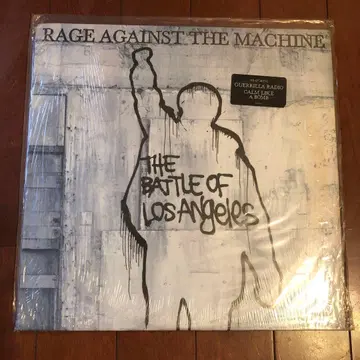 RAGE AGAINST THE MACHINE
GUERRILLA RADIO
CALM LIKE
A BOMB
THE
BATTLE OF
LOS ANGELES